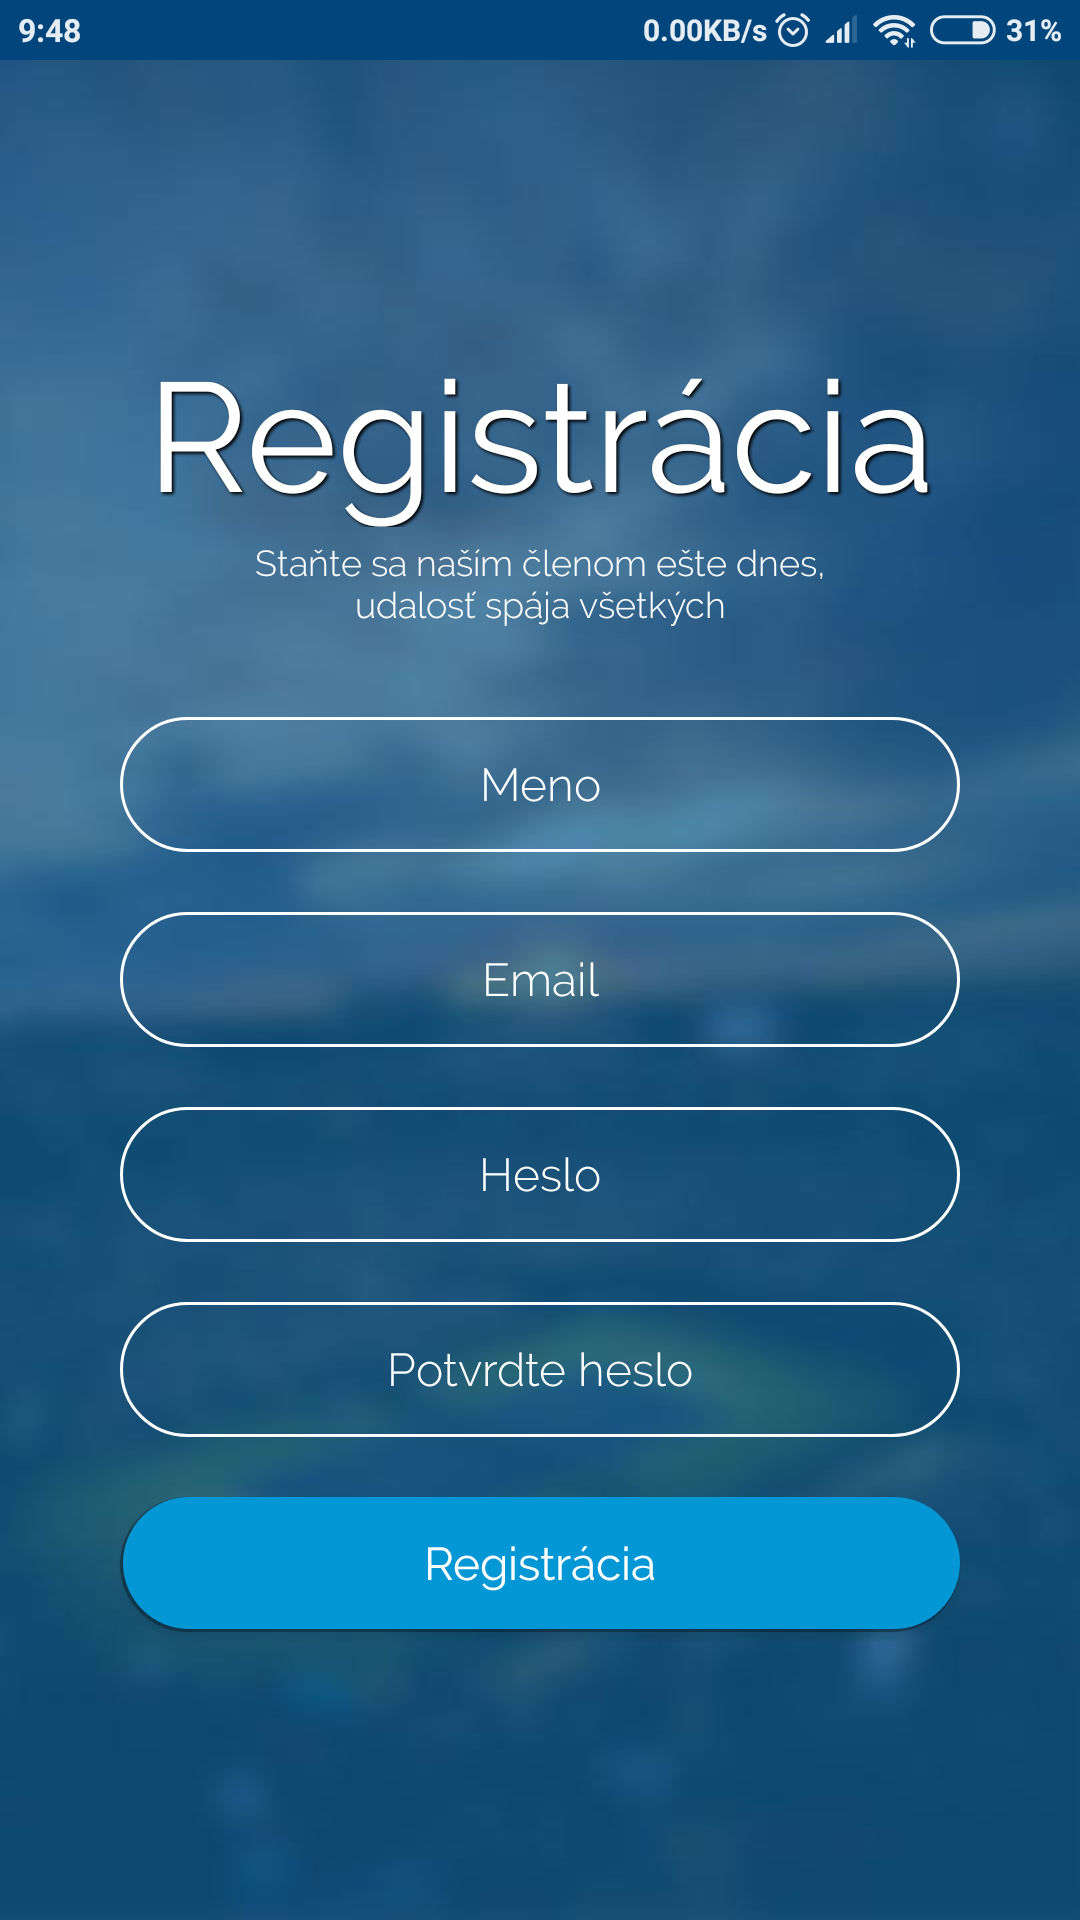 9:48 0.00KB/s 31%
Registrácia
Staňte sa naším členom ešte dnes,
udalosť spája všetkých
Meno
Email
Heslo
Potvrdte heslo
Registrácia